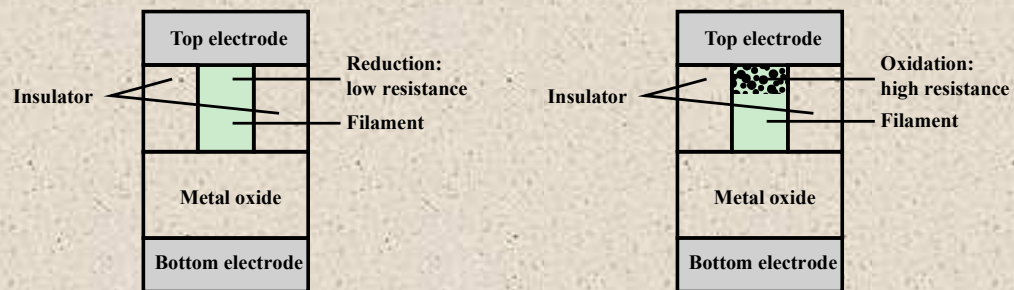 Top electrode
Reduction:
low resistance
Insulator
Filament
Metal oxide
Bottom electrode
Top electrode
Oxidation:
high resistance
Insulator
Filament
Metal oxide
Bottom electrode